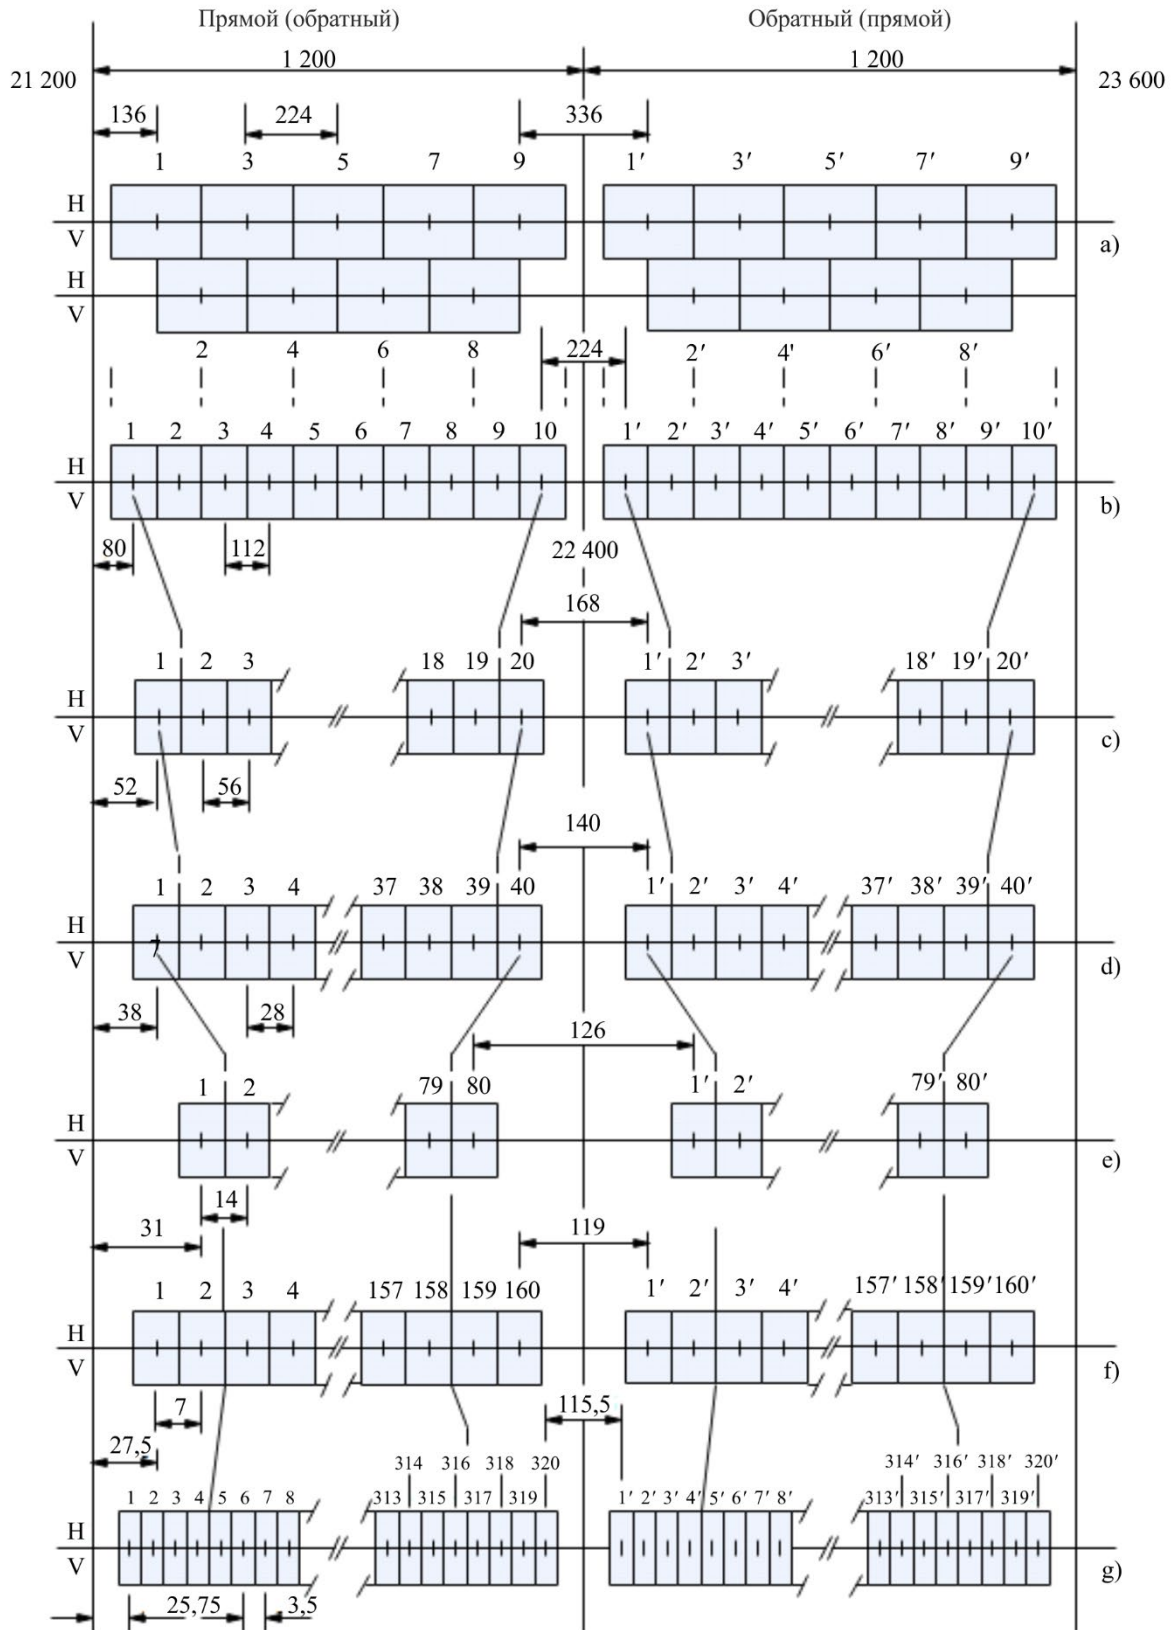 Прямой (обратный) Обратный (прямой)
1 200 1 200
21 200 23 600
136 224 336
1 3 5 7 9 1′ 3′ 5′ 7′ 9′
H
V a)
H
V
2 4 6 8 224 2′ 4' 6′ 8′
1 2 3 4 5 6 7 8 9 10 1′ 2′ 3′ 4′ 5′ 6′ 7′ 8′ 9′ 10′
H
V b)
80 112 22 400
168
1 2 3 18 19 20 1′ 2′ 3′ 18′ 19′ 20′
H
V c)
52 56
140
1 2 3 4 37 38 39 40 1′ 2′ 3′ 4′ 37′ 38′ 39′ 40′
H
7
V d)
38 28
126
1 2 79 80 1′ 2′ 79′ 80′
H
V e)
14
31 119
1 2 3 4 157 158 159 160 1′ 2′ 3′ 4′ 157′ 158′ 159′ 160′
H
V f)
7 115,5
27,5
314 316 318 320 314′ 316′ 318′ 320′
1 2 3 4 5 6 7 8 313 315 317 319 1′ 2′ 3′ 4′ 5′ 6′ 7′ 8′ 313′ 315′ 317′ 319′
H
V g)
25,75 3,5